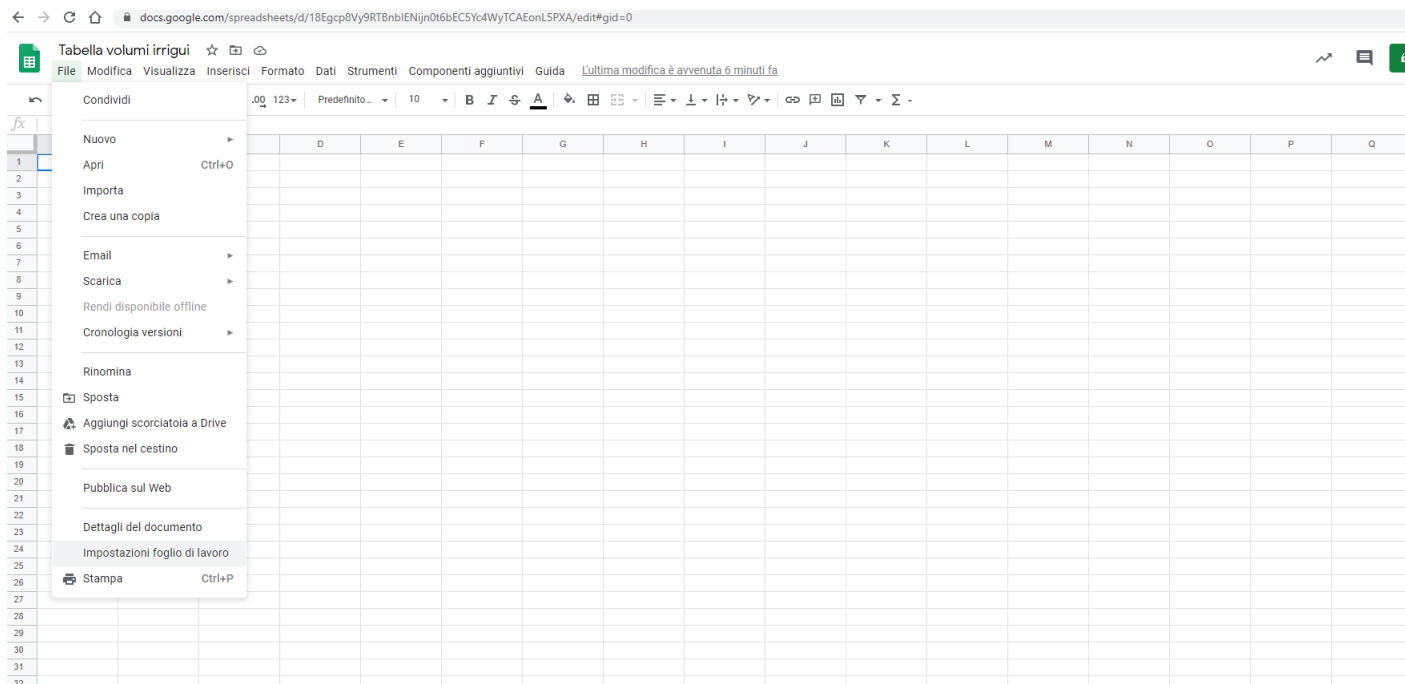 docs.google.com/spreadsheets/d/18Egcp8Vy9RTBnbIENijn0t6bEC5Yc4WyTCAEonL5PXA/edit#gid=0
Tabella volumi irrigui
File Modifica Visualizza Inserisci Formato Dati Strumenti Componenti aggiuntivi Guida L'ultima modifica è avvenuta 6 minuti fa
.00 123 Predefinito... 10 B I S A Σ
fx
D E F G H I J K L M N O P Q
Condividi
Nuovo
Apri Ctrl+O
Importa
Crea una copia
Email
Scarica
Rendi disponibile offline
Cronologia versioni
Rinomina
Sposta
Aggiungi scorciatoia a Drive
Sposta nel cestino
Pubblica sul Web
Dettagli del documento
Impostazioni foglio di lavoro
Stampa Ctrl+P
1
2
3
4
5
6
7
8
9
10
11
12
13
14
15
16
17
18
19
20
21
22
23
24
25
26
27
28
29
30
31
32